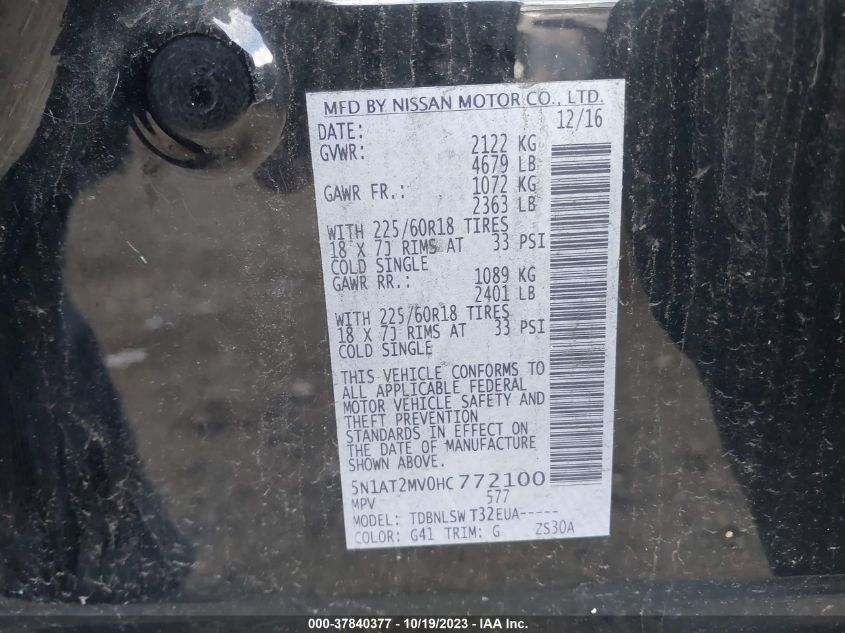 MFD BY NISSAN MOTOR CO., LTD.
DATE: 12/16
GVWR: 2122 KG
4679 LB
GAWR FR.: 1072 KG
2363 LB
WITH 225/60R18 TIRES
18 X 7J RIMS AT 33 PSI
COLD SINGLE
GAWR RR.: 1089 KG
2401 LB
WITH 225/60R18 TIRES
18 X 7J RIMS AT 33 PSI
COLD SINGLE
THIS VEHICLE CONFORMS TO
ALL APPLICABLE FEDERAL
MOTOR VEHICLE SAFETY AND
THEFT PREVENTION
STANDARDS IN EFFECT ON
THE DATE OF MANUFACTURE
SHOWN ABOVE.
5N1AT2MV0HC772100
MPV 577
MODEL: TDBNLSW T32EUA-----
COLOR: G41 TRIM: G ZS30A
000-37840377 - 10/19/2023 - IAA Inc.